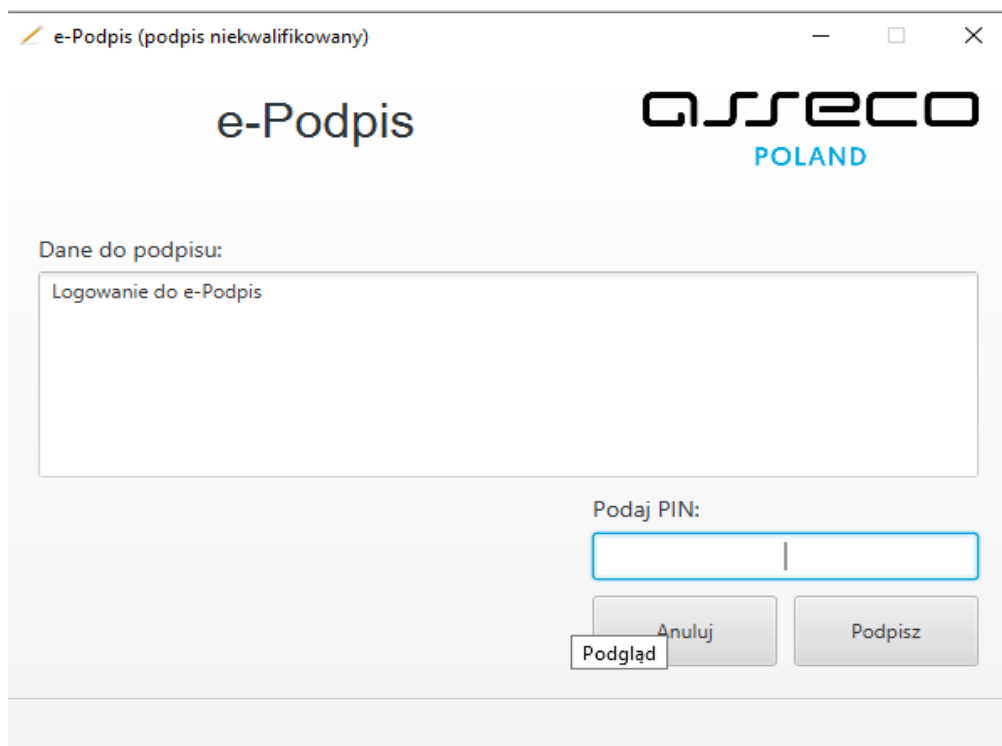 e-Podpis (podpis niekwalifikowany)
e-Podpis
asseco
POLAND
Dane do podpisu:
Logowanie do e-Podpis
Podaj PIN:
Anuluj
Podpisz
Podgląd